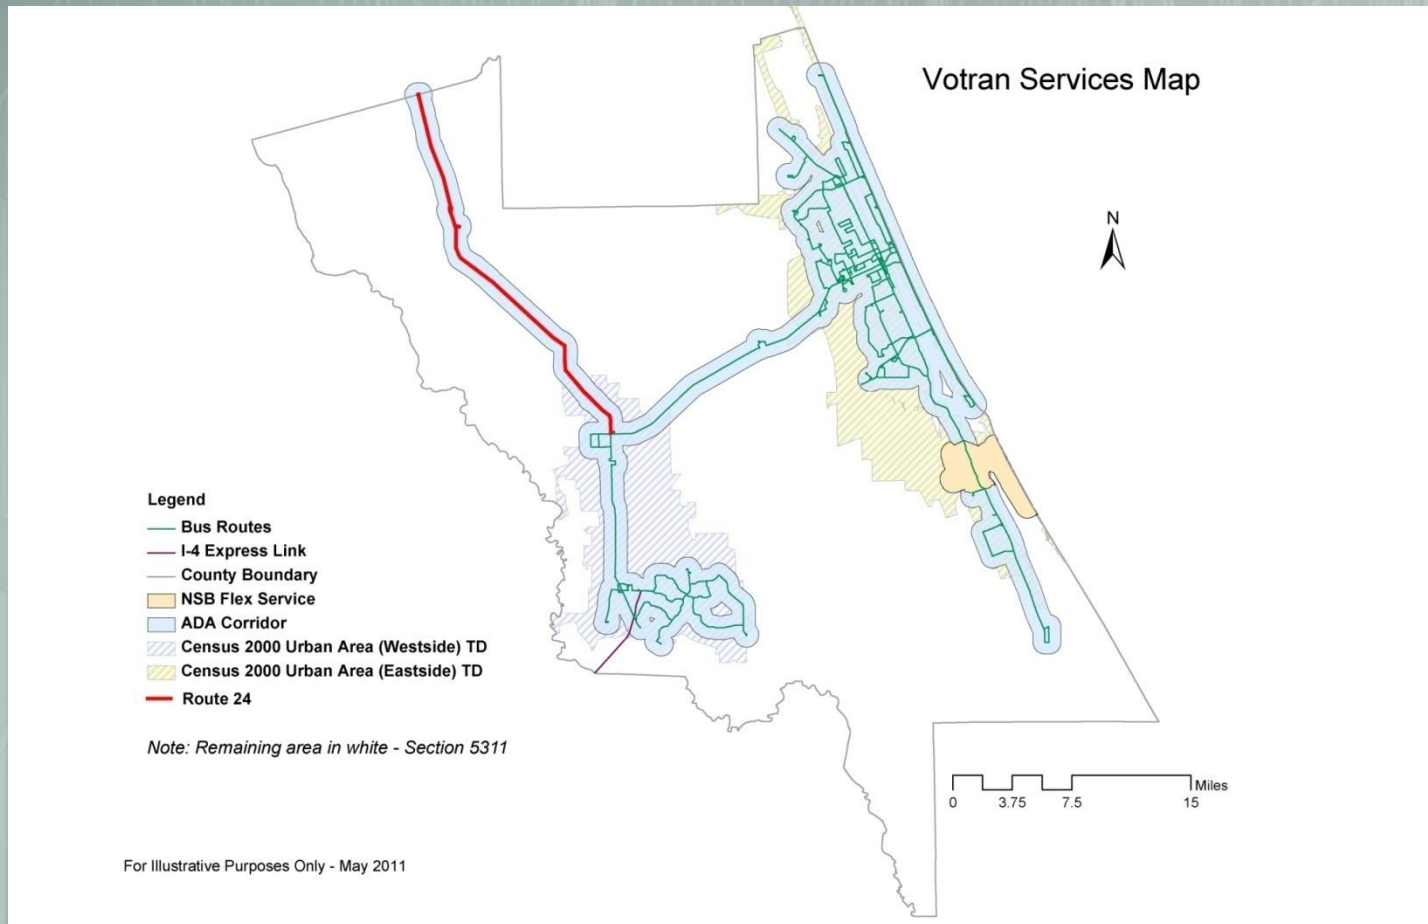 Votran Services Map
N
Legend
Bus Routes
I-4 Express Link
County Boundary
NSB Flex Service
ADA Corridor
Census 2000 Urban Area (Westside) TD
Census 2000 Urban Area (Eastside) TD
Route 24
Note: Remaining area in white - Section 5311
Miles
0 3.75 7.5 15
For Illustrative Purposes Only - May 2011